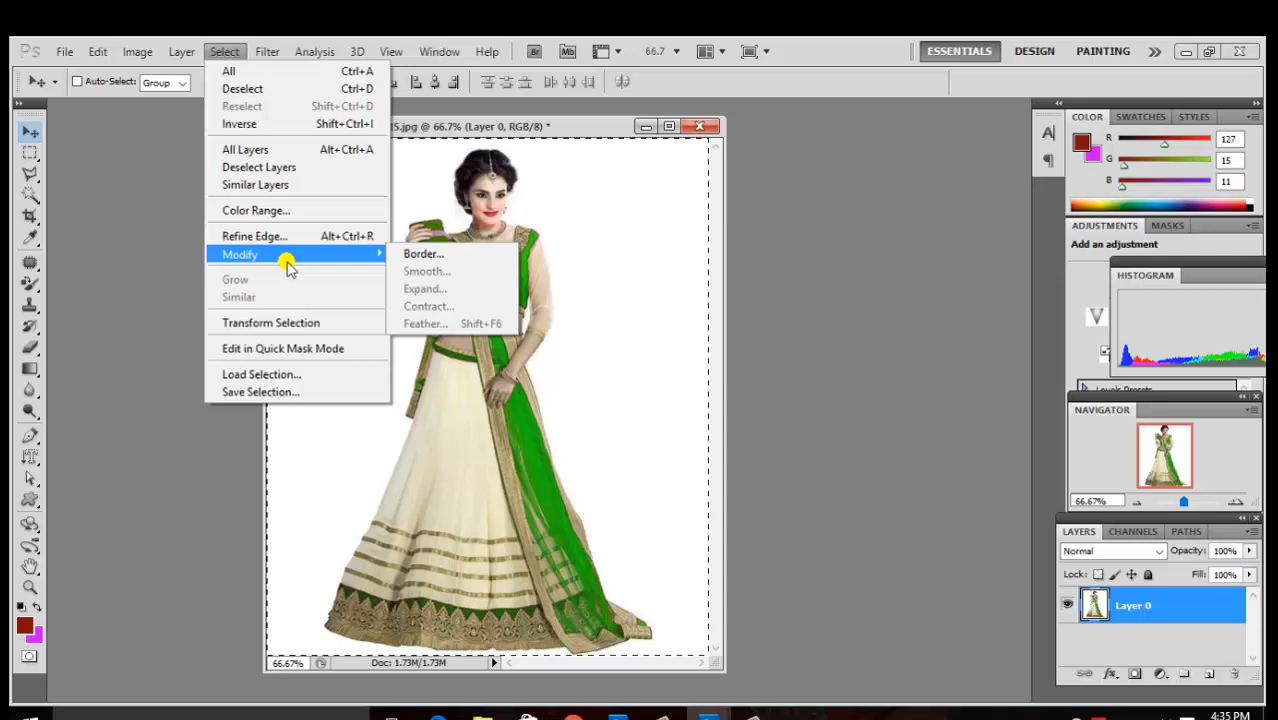 Ps File Edit Image Layer Select Filter Analysis 3D View Window Help Br Mb 66.7 ESSENTIALS DESIGN PAINTING
Auto-Select: Group
All Ctrl+A
Deselect Ctrl+D
Reselect Shift+Ctrl+D
Inverse Shift+Ctrl+I
All Layers Alt+Ctrl+A
Deselect Layers
Similar Layers
Color Range...
Refine Edge... Alt+Ctrl+R
Modify
Grow
Similar
Transform Selection
Edit in Quick Mask Mode
Load Selection...
Save Selection...
Border...
Smooth...
Expand...
Contract...
Feather... Shift+F6
5.jpg @ 66.7% (Layer 0, RGB/8) *
66.67% Doc: 1.73M/1.73M
COLOR SWATCHES STYLES
R 127
G 15
B 11
ADJUSTMENTS MASKS
Add an adjustment
HISTOGRAM
V
Levels Presets
NAVIGATOR
66.67%
LAYERS CHANNELS PATHS
Normal Opacity: 100%
Lock: Fill: 100%
Layer 0
4:35 PM